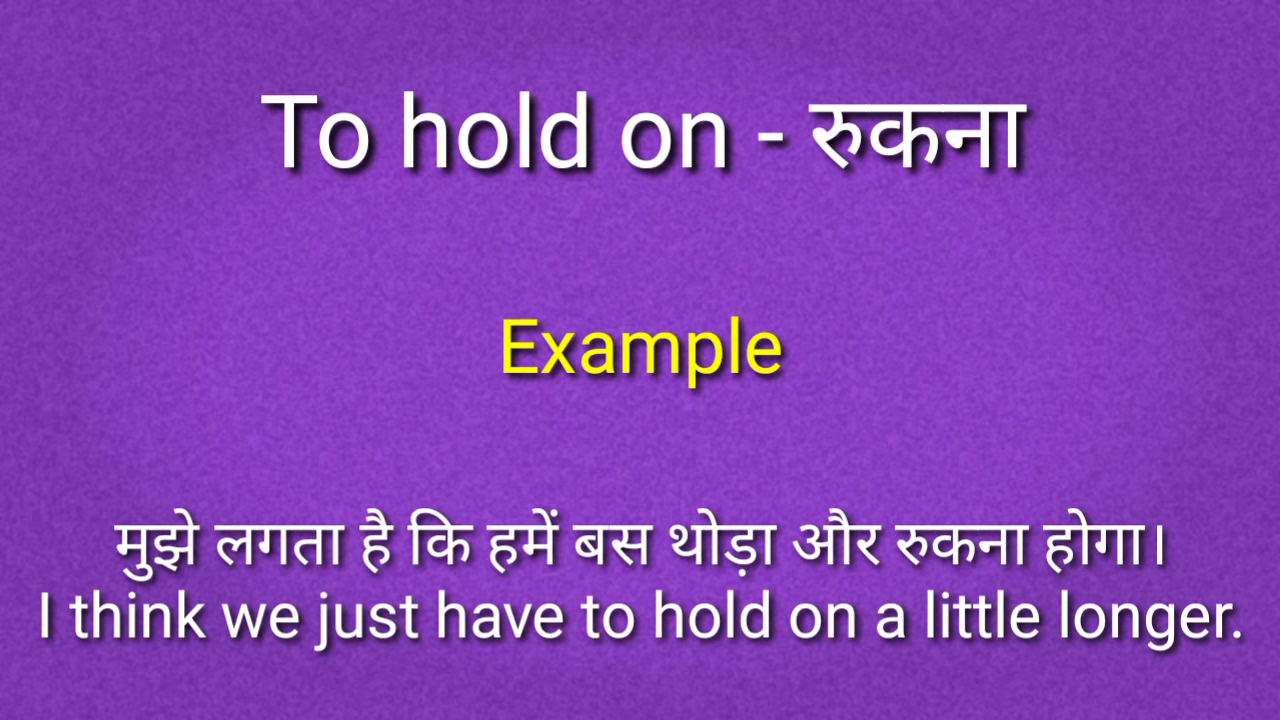 To hold on - रुकना
Example
मुझे लगता है कि हमें बस थोड़ा और रुकना होगा।
I think we just have to hold on a little longer.